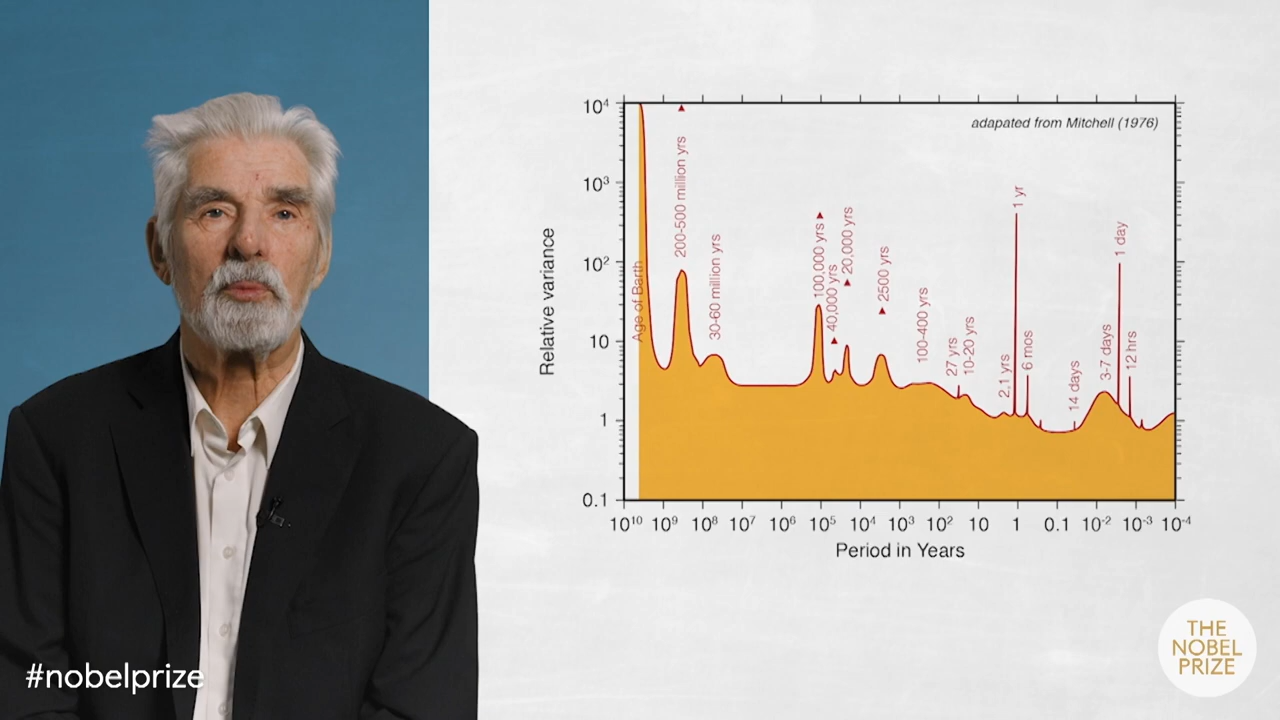 adapated from Mitchell (1976)
10⁴
10³
10²
10
1
0.1
Relative variance
Age of Earth
200-500 million yrs
30-60 million yrs
100,000 yrs
40,000 yrs
20,000 yrs
2500 yrs
100-400 yrs
27 yrs
10-20 yrs
2,1 yrs
1 yr
6 mos
14 days
3-7 days
1 day
12 hrs
10¹⁰ 10⁹ 10⁸ 10⁷ 10⁶ 10⁵ 10⁴ 10³ 10² 10 1 0.1 10⁻² 10⁻³ 10⁻⁴
Period in Years
#nobelprize
THE
NOBEL
PRIZE